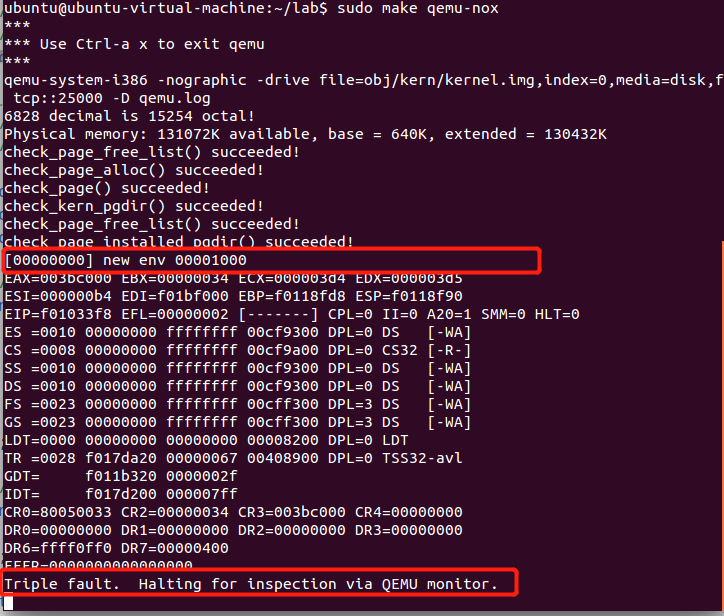 ubuntu@ubuntu-virtual-machine:~/lab$ sudo make qemu-nox
***
*** Use Ctrl-a x to exit qemu
***
qemu-system-i386 -nographic -drive file=obj/kern/kernel.img,index=0,media=disk,f
 tcp::25000 -D qemu.log
6828 decimal is 15254 octal!
Physical memory: 131072K available, base = 640K, extended = 130432K
check_page_free_list() succeeded!
check_page_alloc() succeeded!
check_page() succeeded!
check_kern_pgdir() succeeded!
check_page_free_list() succeeded!
check_page_installed_pgdir() succeeded!
[00000000] new env 00001000
EAX=003bc000 EBX=00000034 ECX=000003d4 EDX=000003d5
ESI=000000b4 EDI=f01bf000 EBP=f0118fd8 ESP=f0118f90
EIP=f01033f8 EFL=00000002 [-------] CPL=0 II=0 A20=1 SMM=0 HLT=0
ES =0010 00000000 ffffffff 00cf9300 DPL=0 DS   [-WA]
CS =0008 00000000 ffffffff 00cf9a00 DPL=0 CS32 [-R-]
SS =0010 00000000 ffffffff 00cf9300 DPL=0 DS   [-WA]
DS =0010 00000000 ffffffff 00cf9300 DPL=0 DS   [-WA]
FS =0023 00000000 ffffffff 00cff300 DPL=3 DS   [-WA]
GS =0023 00000000 ffffffff 00cff300 DPL=3 DS   [-WA]
LDT=0000 00000000 00000000 00008200 DPL=0 LDT
TR =0028 f017da20 00000067 00408900 DPL=0 TSS32-avl
GDT=     f011b320 0000002f
IDT=     f017d200 000007ff
CR0=80050033 CR2=00000034 CR3=003bc000 CR4=00000000
DR0=00000000 DR1=00000000 DR2=00000000 DR3=00000000
DR6=ffff0ff0 DR7=00000400
EFER=0000000000000000
Triple fault.  Halting for inspection via QEMU monitor.